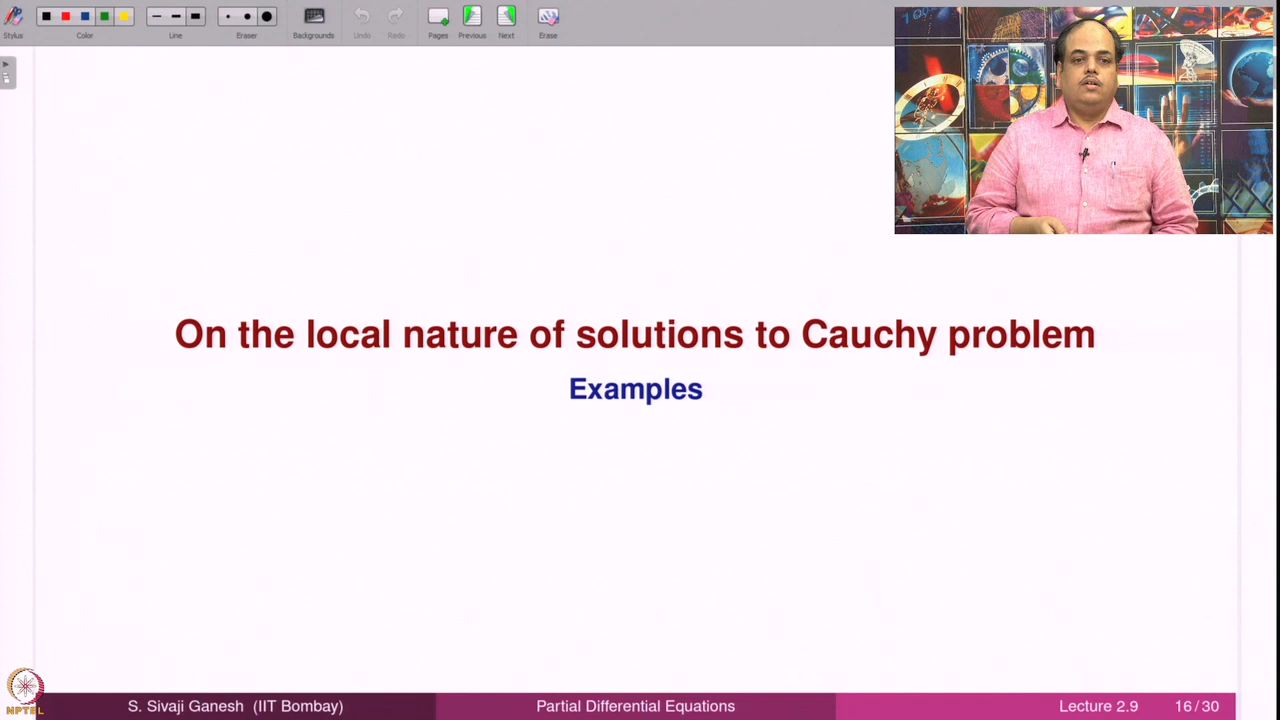 Stylus Color Line Eraser Backgrounds Undo Redo Pages Previous Next Erase
On the local nature of solutions to Cauchy problem
Examples
NPTEL
S. Sivaji Ganesh (IIT Bombay) Partial Differential Equations Lecture 2.9 16/30